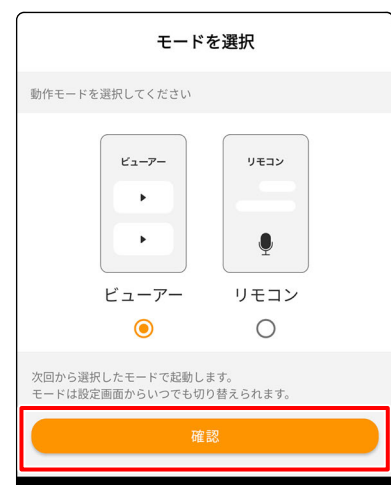 モードを選択
動作モードを選択してください
ビューアー
リモコン
ビューアー
リモコン
次回から選択したモードで起動します。
モードは設定画面からいつでも切り替えられます。
確認